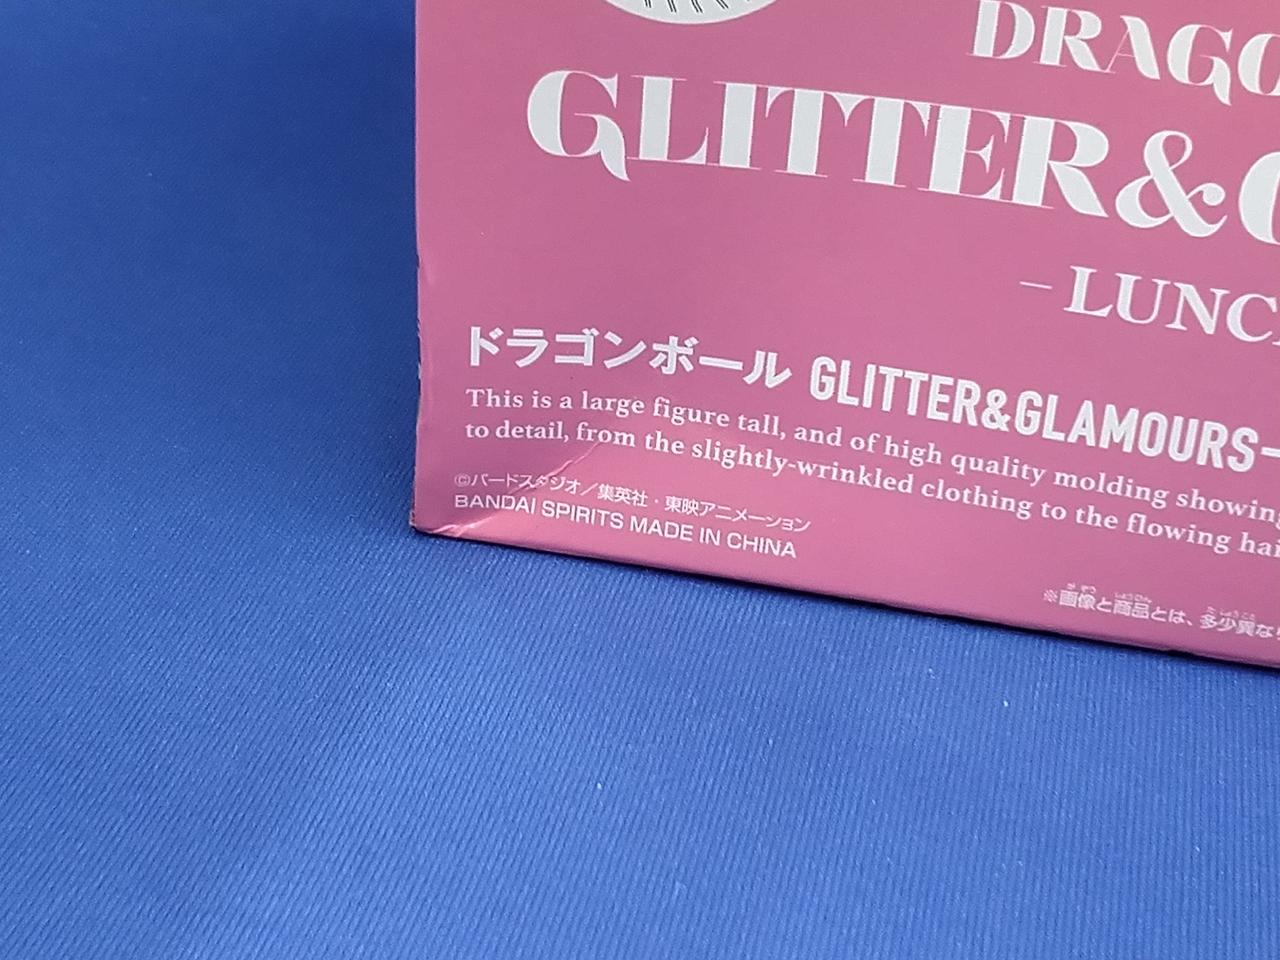 DRAGO
GLITTER&G
– LUNC
ドラゴンボール GLITTER&GLAMOURS–
This is a large figure tall, and of high quality molding showing
to detail, from the slightly-wrinkled clothing to the flowing hai
©バードスタジオ／集英社・東映アニメーション
BANDAI SPIRITS MADE IN CHINA
※画像と商品とは、多少異な